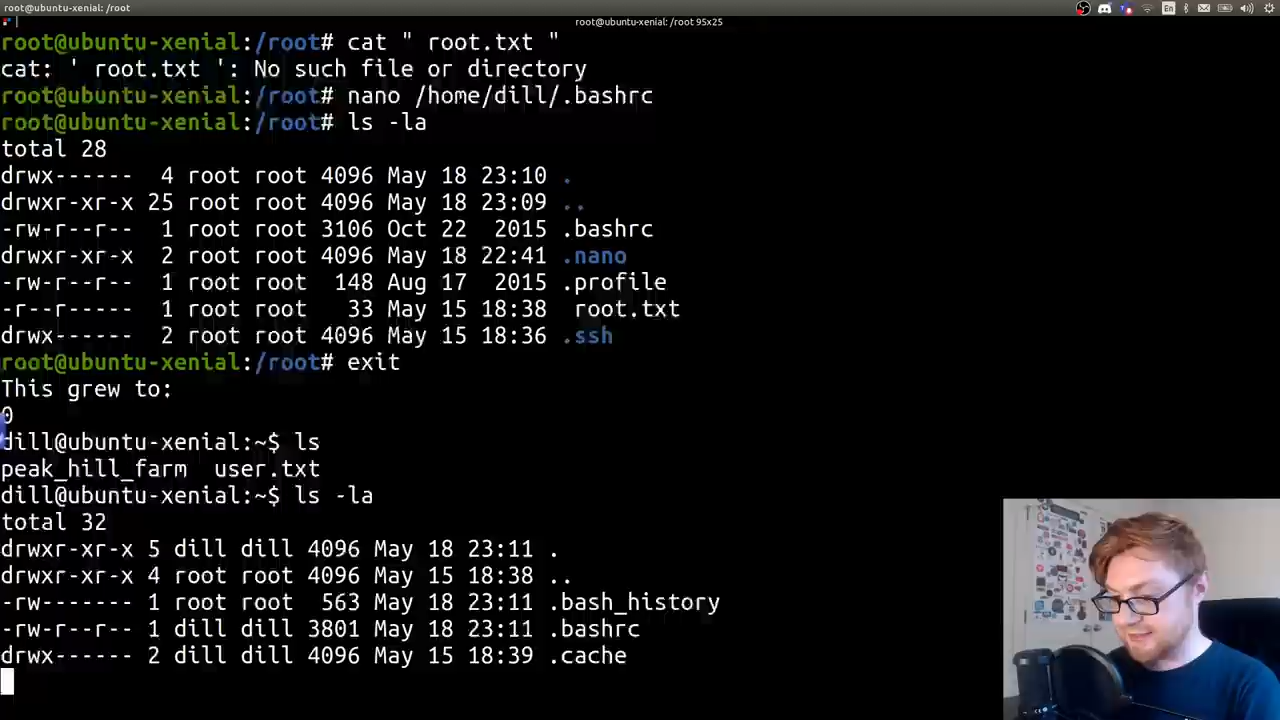 root@ubuntu-xenial: /root
En
root@ubuntu-xenial: /root 95x25
root@ubuntu-xenial:/root# cat " root.txt "
cat: ' root.txt ': No such file or directory
root@ubuntu-xenial:/root# nano /home/dill/.bashrc
root@ubuntu-xenial:/root# ls -la
total 28
drwx------  4 root root 4096 May 18 23:10 .
drwxr-xr-x 25 root root 4096 May 18 23:09 ..
-rw-r--r--  1 root root 3106 Oct 22  2015 .bashrc
drwxr-xr-x  2 root root 4096 May 18 22:41 .nano
-rw-r--r--  1 root root  148 Aug 17  2015 .profile
-r--r-----  1 root root   33 May 15 18:38  root.txt
drwx------  2 root root 4096 May 15 18:36 .ssh
root@ubuntu-xenial:/root# exit
This grew to:
0
dill@ubuntu-xenial:~$ ls
peak_hill_farm  user.txt
dill@ubuntu-xenial:~$ ls -la
total 32
drwxr-xr-x 5 dill dill 4096 May 18 23:11 .
drwxr-xr-x 4 root root 4096 May 15 18:38 ..
-rw------- 1 root root  563 May 18 23:11 .bash_history
-rw-r--r-- 1 dill dill 3801 May 18 23:11 .bashrc
drwx------ 2 dill dill 4096 May 15 18:39 .cache